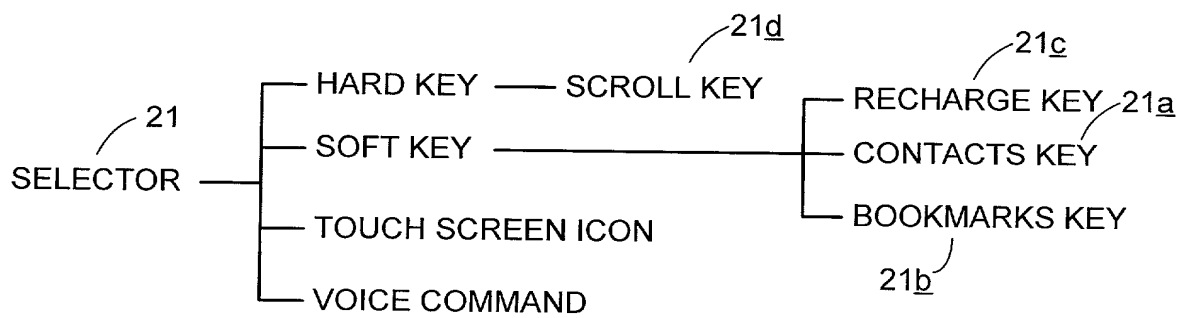 21d
21c
HARD KEY SCROLL KEY
RECHARGE KEY
21a
21
SOFT KEY
CONTACTS KEY
SELECTOR
TOUCH SCREEN ICON
BOOKMARKS KEY
21b
VOICE COMMAND